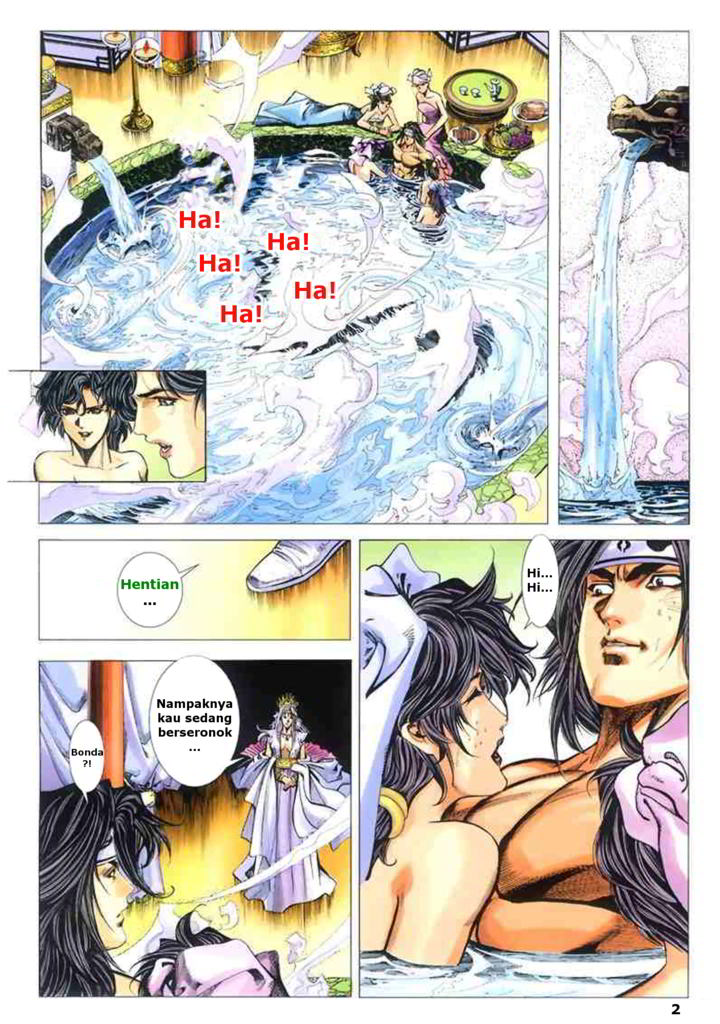 Ha!
Ha!
Ha!
Ha!
Ha!
Hentian
...
Hi...
Hi...
Nampaknya
kau sedang
berseronok
...
Bonda
?!
2